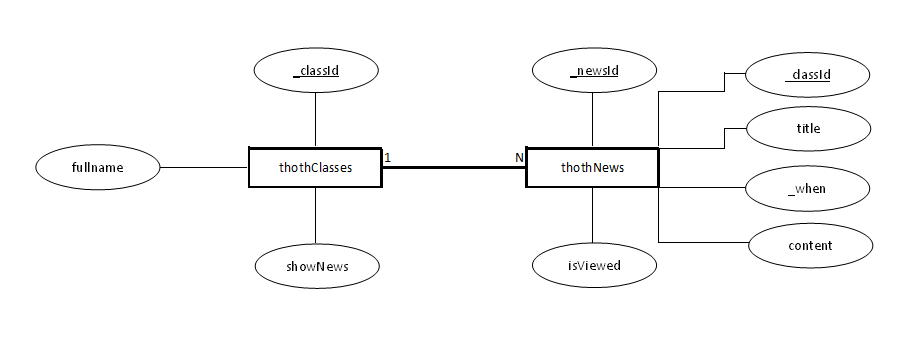 _classId
_newsId
_classId
title
fullname
thothClasses
1
N
thothNews
_when
content
showNews
isViewed